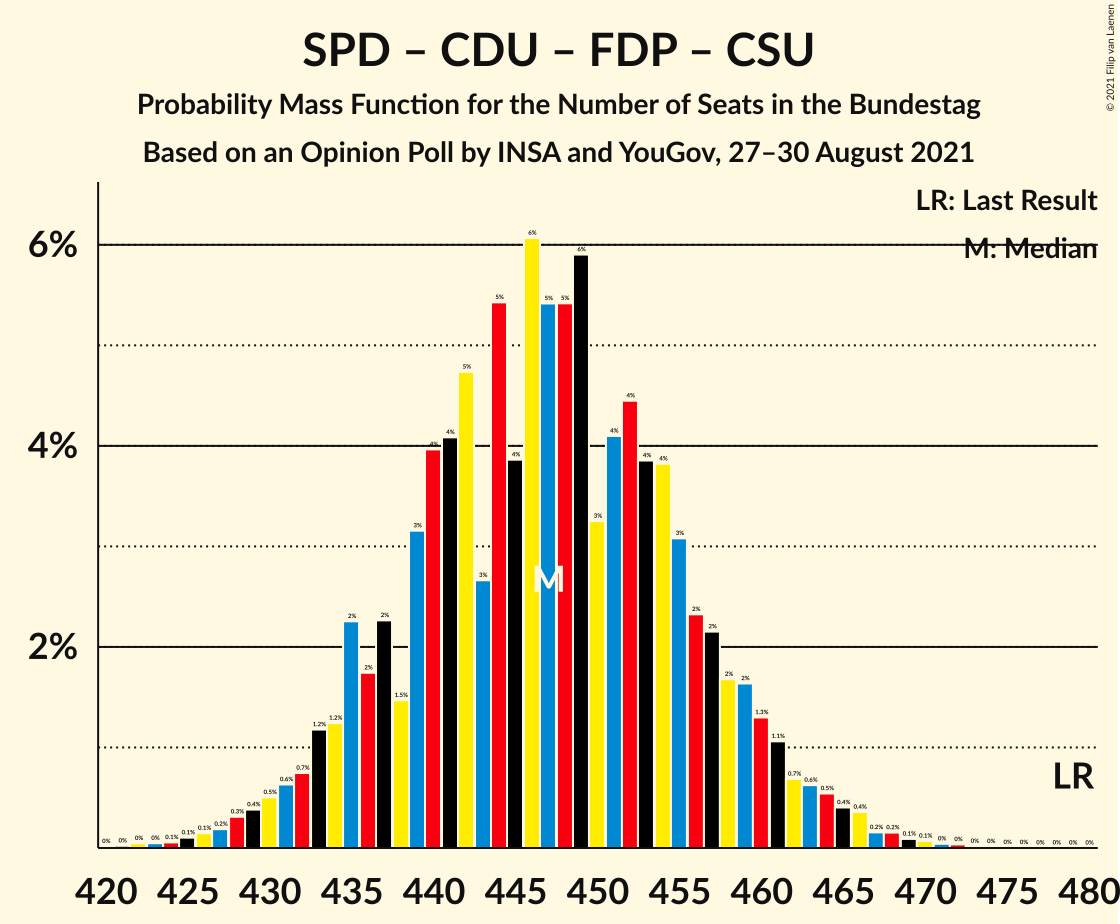 SPD – CDU – FDP – CSU
Probability Mass Function for the Number of Seats in the Bundestag
Based on an Opinion Poll by INSA and YouGov, 27–30 August 2021
© 2021 Filip van Laenen
LR: Last Result
M: Median
6%
4%
2%
0% 0% 0% 0% 0.1% 0.1% 0.1% 0.2% 0.3% 0.4% 0.5% 0.6% 0.7% 1.2% 1.2% 2% 2% 2% 1.5% 3% 4% 4% 5% 3% 5% 4% 6% 5% 5% 6% 3% 4% 4% 4% 4% 3% 2% 2% 2% 2% 1.3% 1.1% 0.7% 0.6% 0.5% 0.4% 0.4% 0.2% 0.2% 0.1% 0.1% 0% 0% 0% 0% 0% 0% 0% 0% 0% 0%
M
LR
420 425 430 435 440 445 450 455 460 465 470 475 480